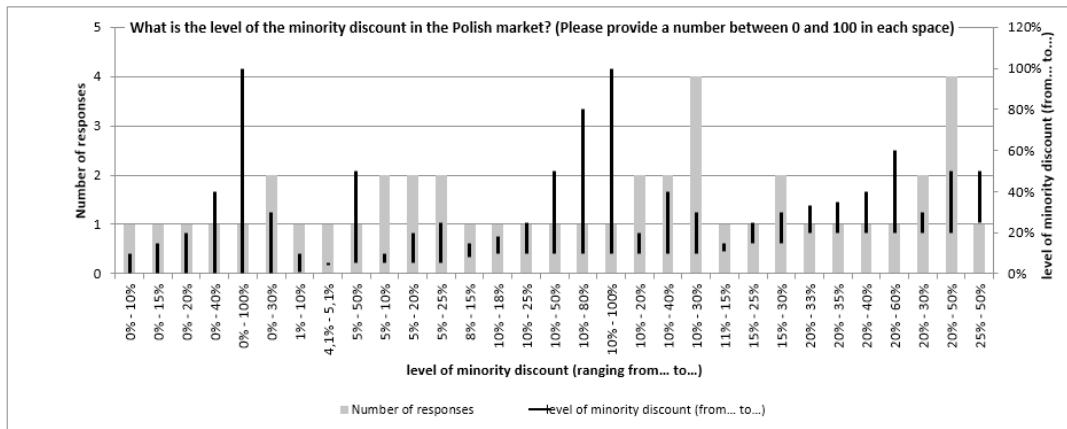 What is the level of the minority discount in the Polish market? (Please provide a number between 0 and 100 in each space)
Number of responses
5
4
3
2
1
0
120%
100%
80%
60%
40%
20%
0%
level of minority discount (from... to...)
0% - 10%
0% - 15%
0% - 20%
0% - 40%
0% - 100%
0% - 30%
1% - 10%
4,1% - 5,1%
5% - 50%
5% - 10%
5% - 20%
5% - 25%
8% - 15%
10% - 18%
10% - 25%
10% - 50%
10% - 80%
10% - 100%
10% - 20%
10% - 40%
10% - 30%
11% - 15%
15% - 25%
15% - 30%
20% - 33%
20% - 35%
20% - 40%
20% - 60%
20% - 30%
20% - 50%
25% - 50%
level of minority discount (ranging from... to...)
Number of responses
level of minority discount (from... to...)